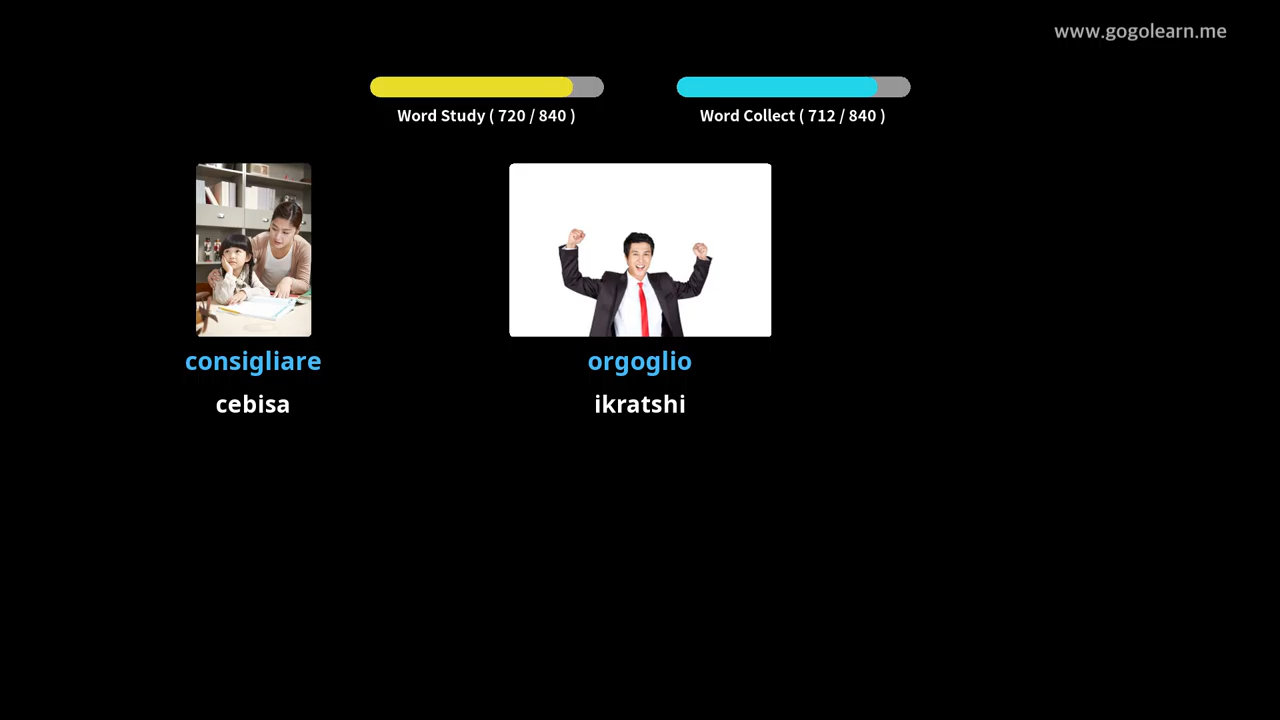 www.gogolearn.me
Word Study ( 720 / 840 )
Word Collect ( 712 / 840 )
consigliare
orgoglio
cebisa
ikratshi